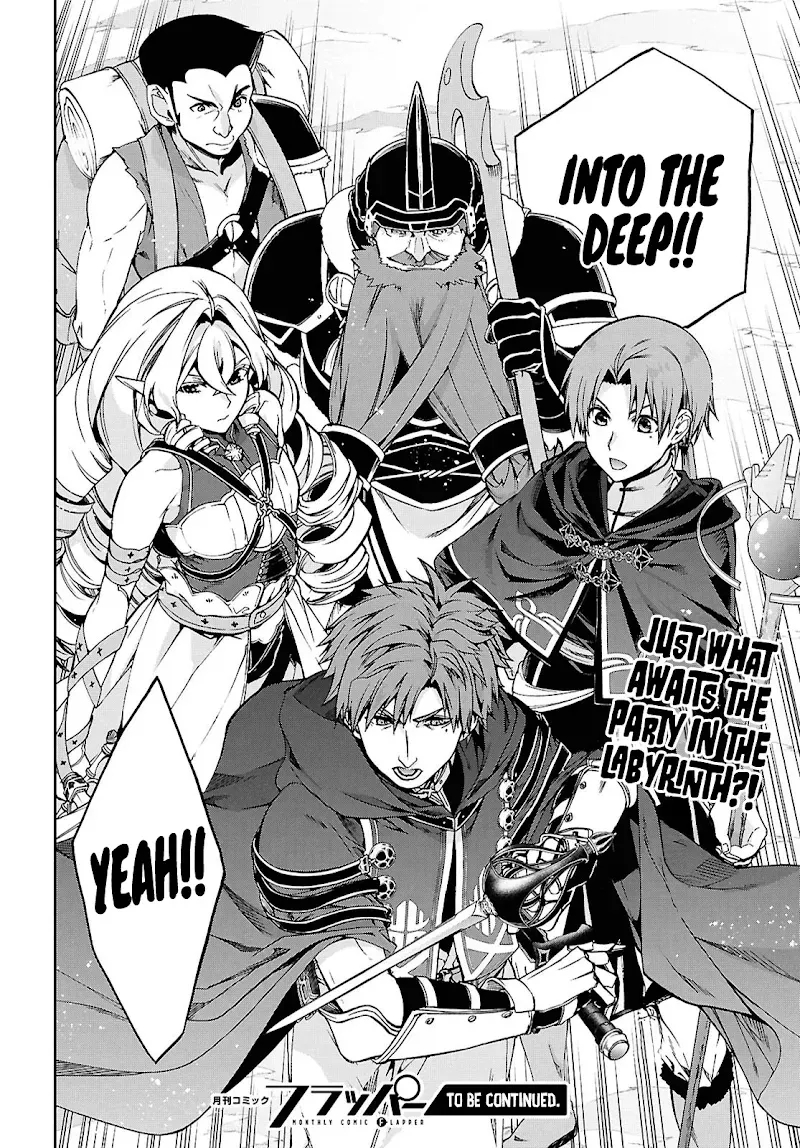 INTO THE
DEEP!!
JUST WHAT
AWAITS THE
PARTY IN THE
LABYRINTH?!
YEAH!!
月刊コミック
フラッパー
TO BE CONTINUED.
MONTHLY COMIC FLAPPER